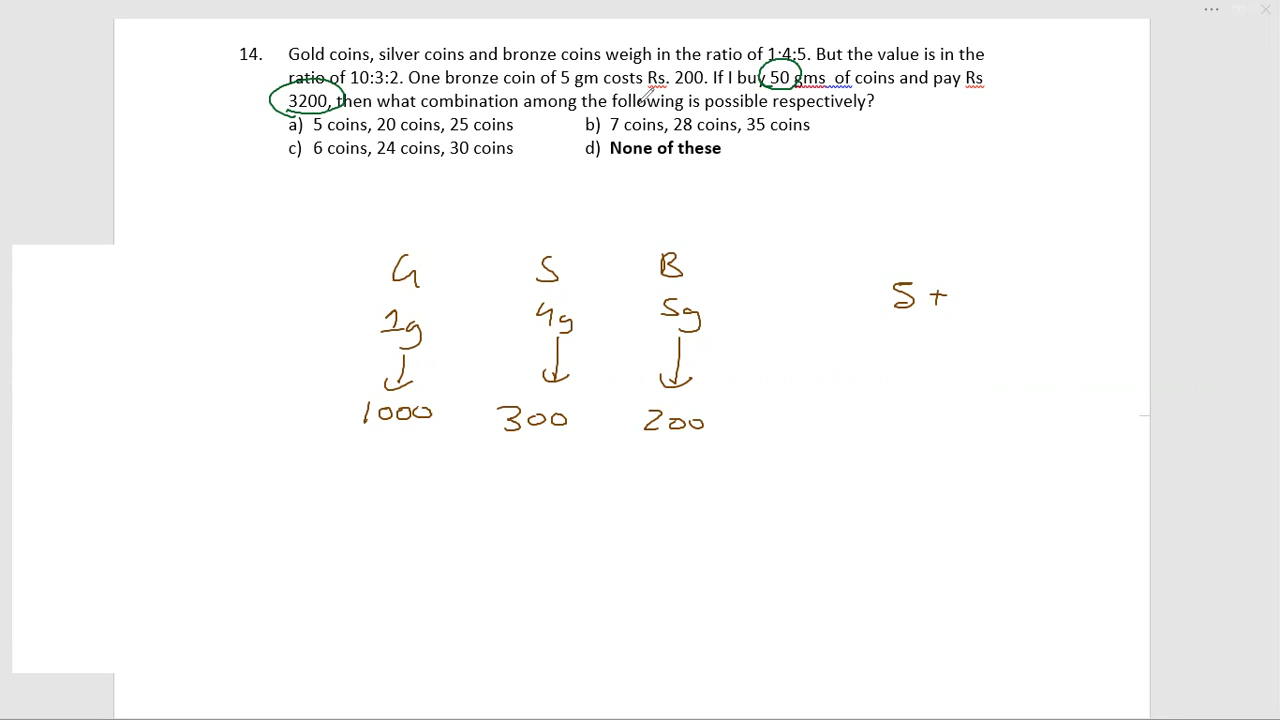 14. Gold coins, silver coins and bronze coins weigh in the ratio of 1:4:5. But the value is in the
ratio of 10:3:2. One bronze coin of 5 gm costs Rs. 200. If I buy 50 gms of coins and pay Rs
3200, then what combination among the following is possible respectively?
a) 5 coins, 20 coins, 25 coins b) 7 coins, 28 coins, 35 coins
c) 6 coins, 24 coins, 30 coins d) None of these
G S B
1g 4g 5g 5 +
1000 300 200